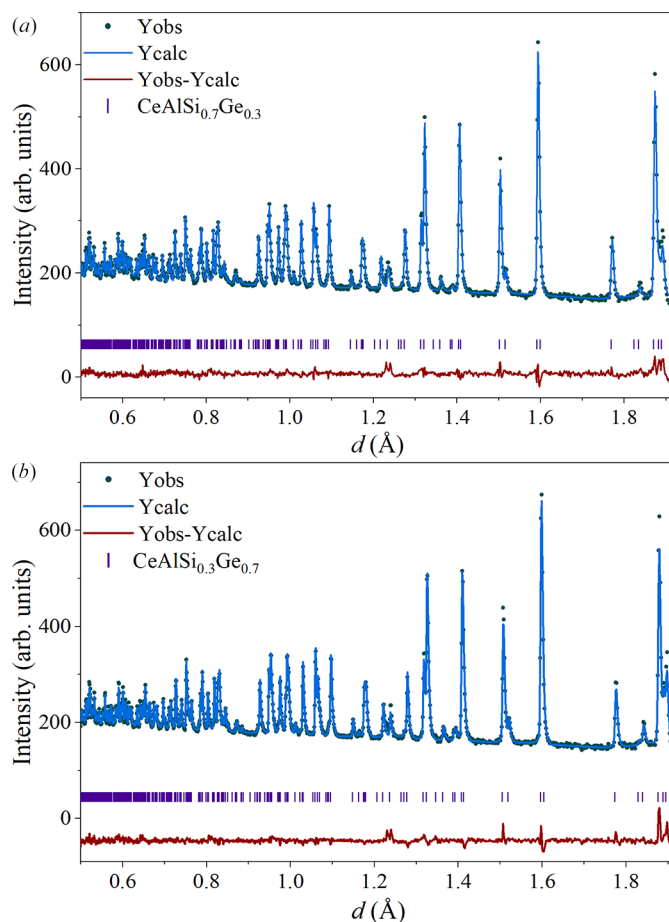 (a)
Yobs
Ycalc
Yobs-Ycalc
CeAlSi0.7Ge0.3
Intensity (arb. units)
600
400
200
0
0.6 0.8 1.0 1.2 1.4 1.6 1.8
d (Å)
(b)
Yobs
Ycalc
Yobs-Ycalc
CeAlSi0.3Ge0.7
Intensity (arb. units)
600
400
200
0
0.6 0.8 1.0 1.2 1.4 1.6 1.8
d (Å)